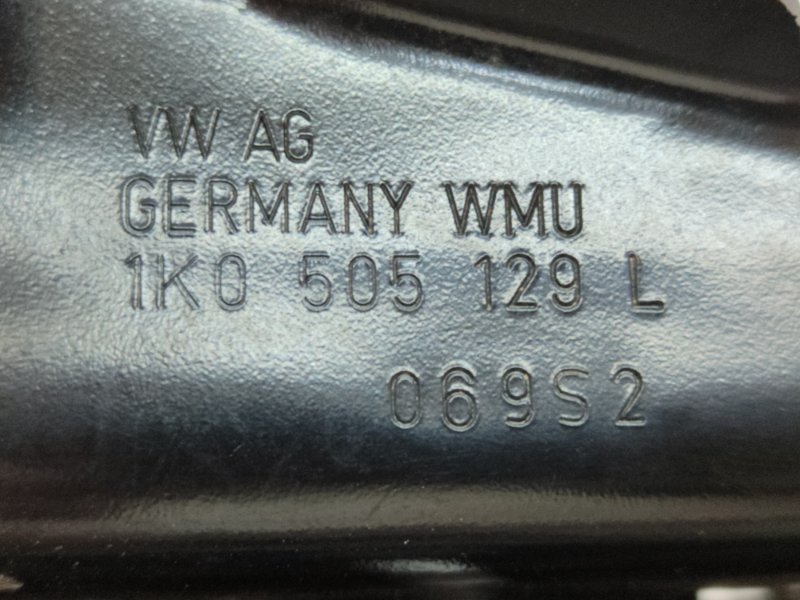 VW AG
GERMANY WMU
1K0 505 129 L
069S2